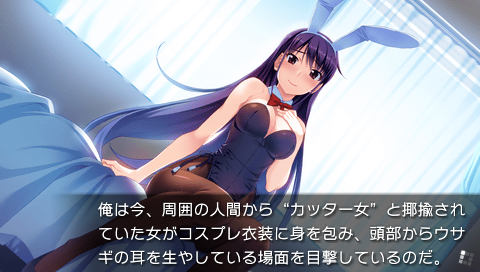 俺は今、周囲の人間から“カッター女”と揶揄され
ていた女がコスプレ衣装に身を包み、頭部からウサ
ギの耳を生やしている場面を目撃しているのだ。